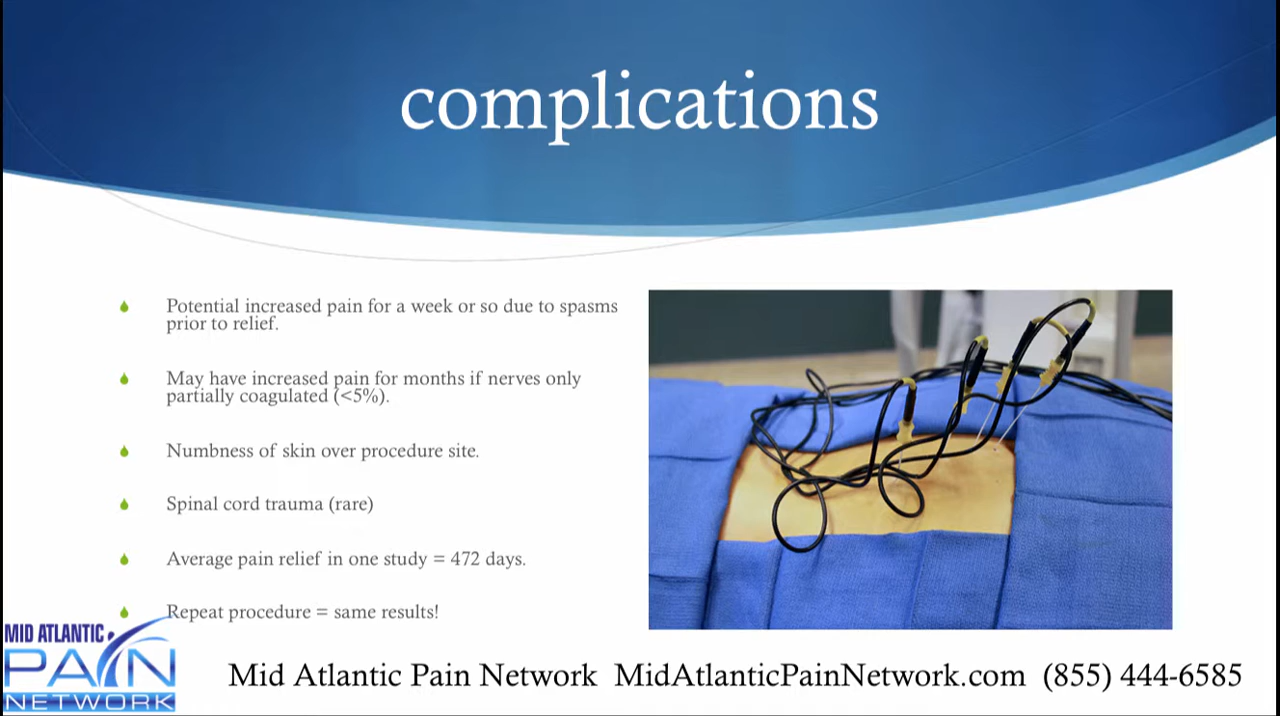 complications
Potential increased pain for a week or so due to spasms
prior to relief.
May have increased pain for months if nerves only
partially coagulated (<5%).
Numbness of skin over procedure site.
Spinal cord trauma (rare)
Average pain relief in one study = 472 days.
Repeat procedure = same results!
MID ATLANTIC
PAIN
NETWORK
Mid Atlantic Pain Network MidAtlanticPainNetwork.com (855) 444-6585